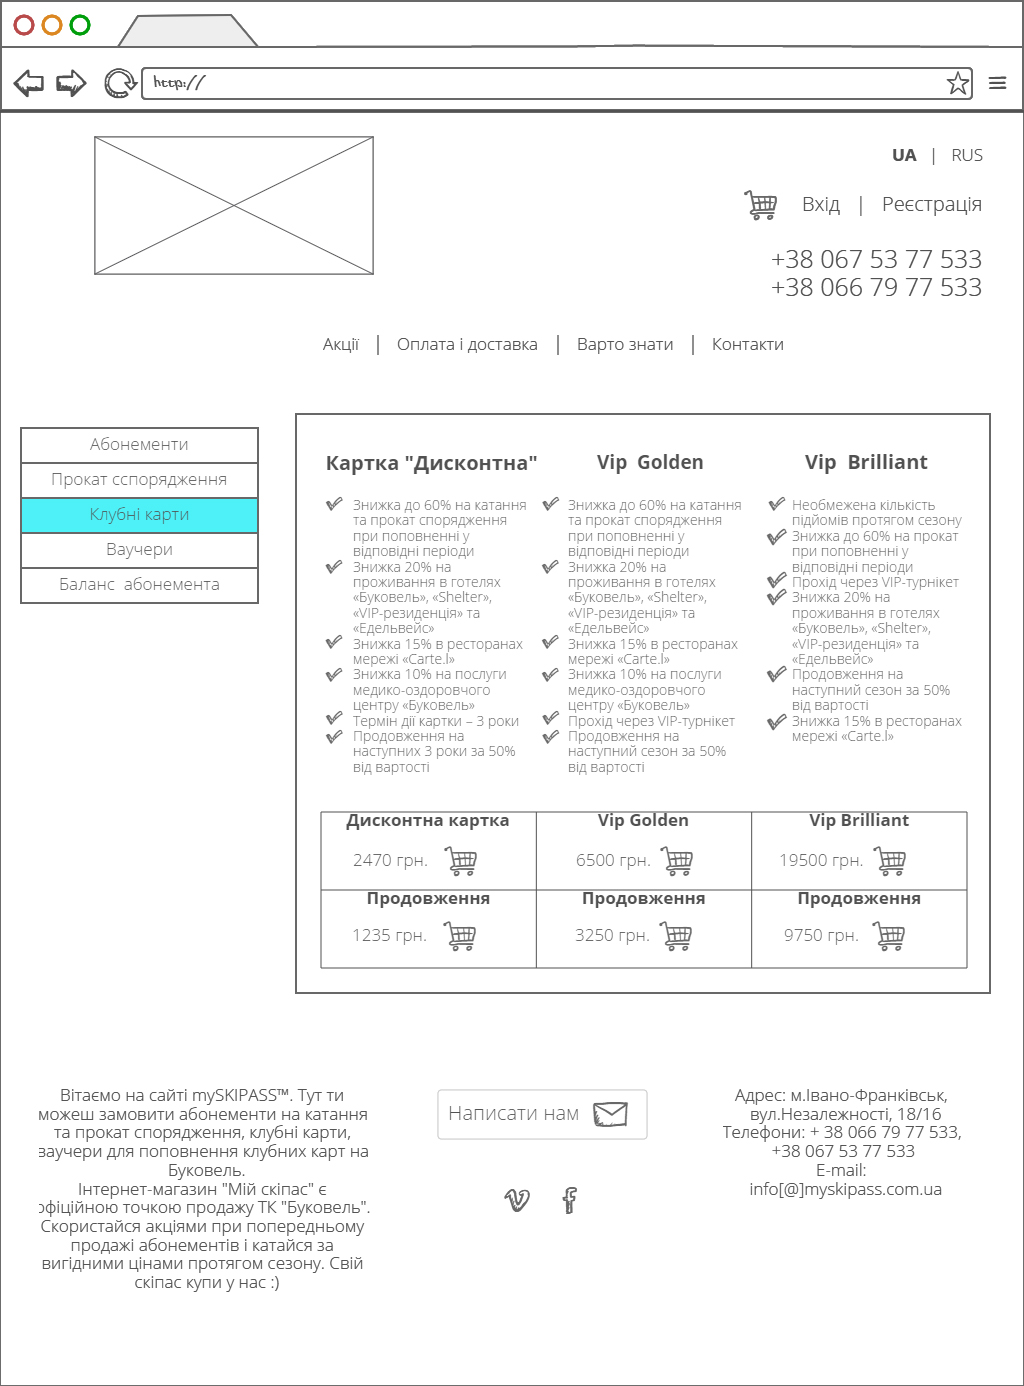 http://
UA | RUS
Вхід | Реєстрація
+38 067 53 77 533
+38 066 79 77 533
Акції | Оплата і доставка | Варто знати | Контакти
Абонементи
Прокат сспорядження
Клубні карти
Ваучери
Баланс абонемента
Картка "Дисконтна"
Знижка до 60% на катання
та прокат спорядження
при поповненні у
відповідні періоди
Знижка 20% на
проживання в готелях
«Буковель», «Shelter»,
«VIP-резиденція» та
«Едельвейс»
Знижка 15% в ресторанах
мережі «Carte.l»
Знижка 10% на послуги
медико-оздоровчого
центру «Буковель»
Термін дії картки – 3 роки
Продовження на
наступних 3 роки за 50%
від вартості
Vip Golden
Знижка до 60% на катання
та прокат спорядження
при поповненні у
відповідні періоди
Знижка 20% на
проживання в готелях
«Буковель», «Shelter»,
«VIP-резиденція» та
«Едельвейс»
Знижка 15% в ресторанах
мережі «Carte.l»
Знижка 10% на послуги
медико-оздоровчого
центру «Буковель»
Прохід через VIP-турнікет
Продовження на
наступний сезон за 50%
від вартості
Vip Brilliant
Необмежена кількість
підйомів протягом сезону
Знижка до 60% на прокат
при поповненні у
відповідні періоди
Прохід через VIP-турнікет
Знижка 20% на
проживання в готелях
«Буковель», «Shelter»,
«VIP-резиденція» та
«Едельвейс»
Продовження на
наступний сезон за 50%
від вартості
Знижка 15% в ресторанах
мережі «Carte.l»
Дисконтна картка Vip Golden Vip Brilliant
2470 грн. 6500 грн. 19500 грн.
Продовження Продовження Продовження
1235 грн. 3250 грн. 9750 грн.
Вітаємо на сайті mySKIPASS™. Тут ти
можеш замовити абонементи на катання
та прокат спорядження, клубні карти,
ваучери для поповнення клубних карт на
Буковель.
Інтернет-магазин "Мій скіпас" є
офіційною точкою продажу ТК "Буковель".
Скористайся акціями при попередньому
продажі абонементів і катайся за
вигідними цінами протягом сезону. Свій
скіпас купи у нас :)
Написати нам
Адрес: м.Івано-Франківськ,
вул.Незалежності, 18/16
Телефони: + 38 066 79 77 533,
+38 067 53 77 533
E-mail:
info[@]myskipass.com.ua